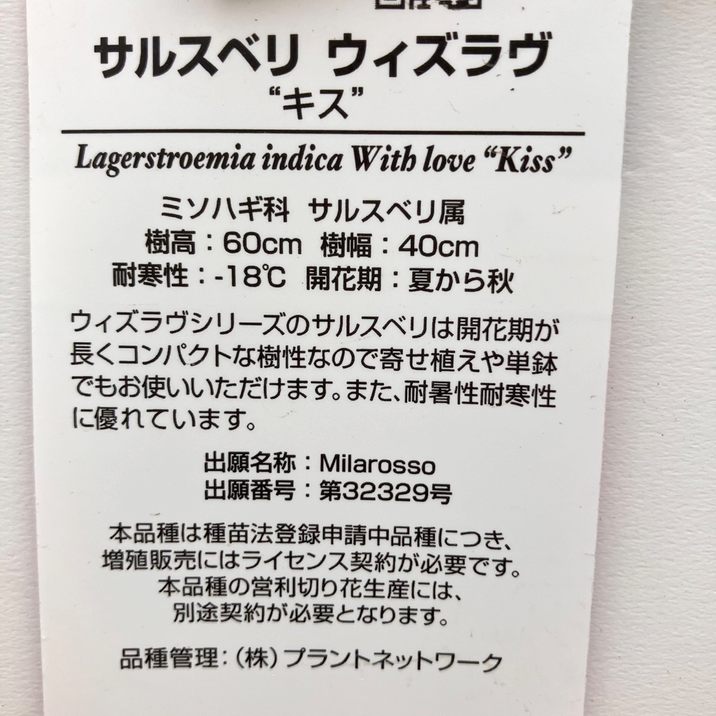 サルスベリ ウィズラヴ
“キス”
Lagerstroemia indica With love “Kiss”
ミソハギ科 サルスベリ属
樹高：60cm 樹幅：40cm
耐寒性：-18℃ 開花期：夏から秋
ウィズラヴシリーズのサルスベリは開花期が
長くコンパクトな樹性なので寄せ植えや単鉢
でもお使いいただけます。また、耐暑性耐寒性
に優れています。
出願名称：Milarosso
出願番号：第32329号
本品種は種苗法登録申請中品種につき、
増殖販売にはライセンス契約が必要です。
本品種の営利切り花生産には、
別途契約が必要となります。
品種管理：（株）プラントネットワーク